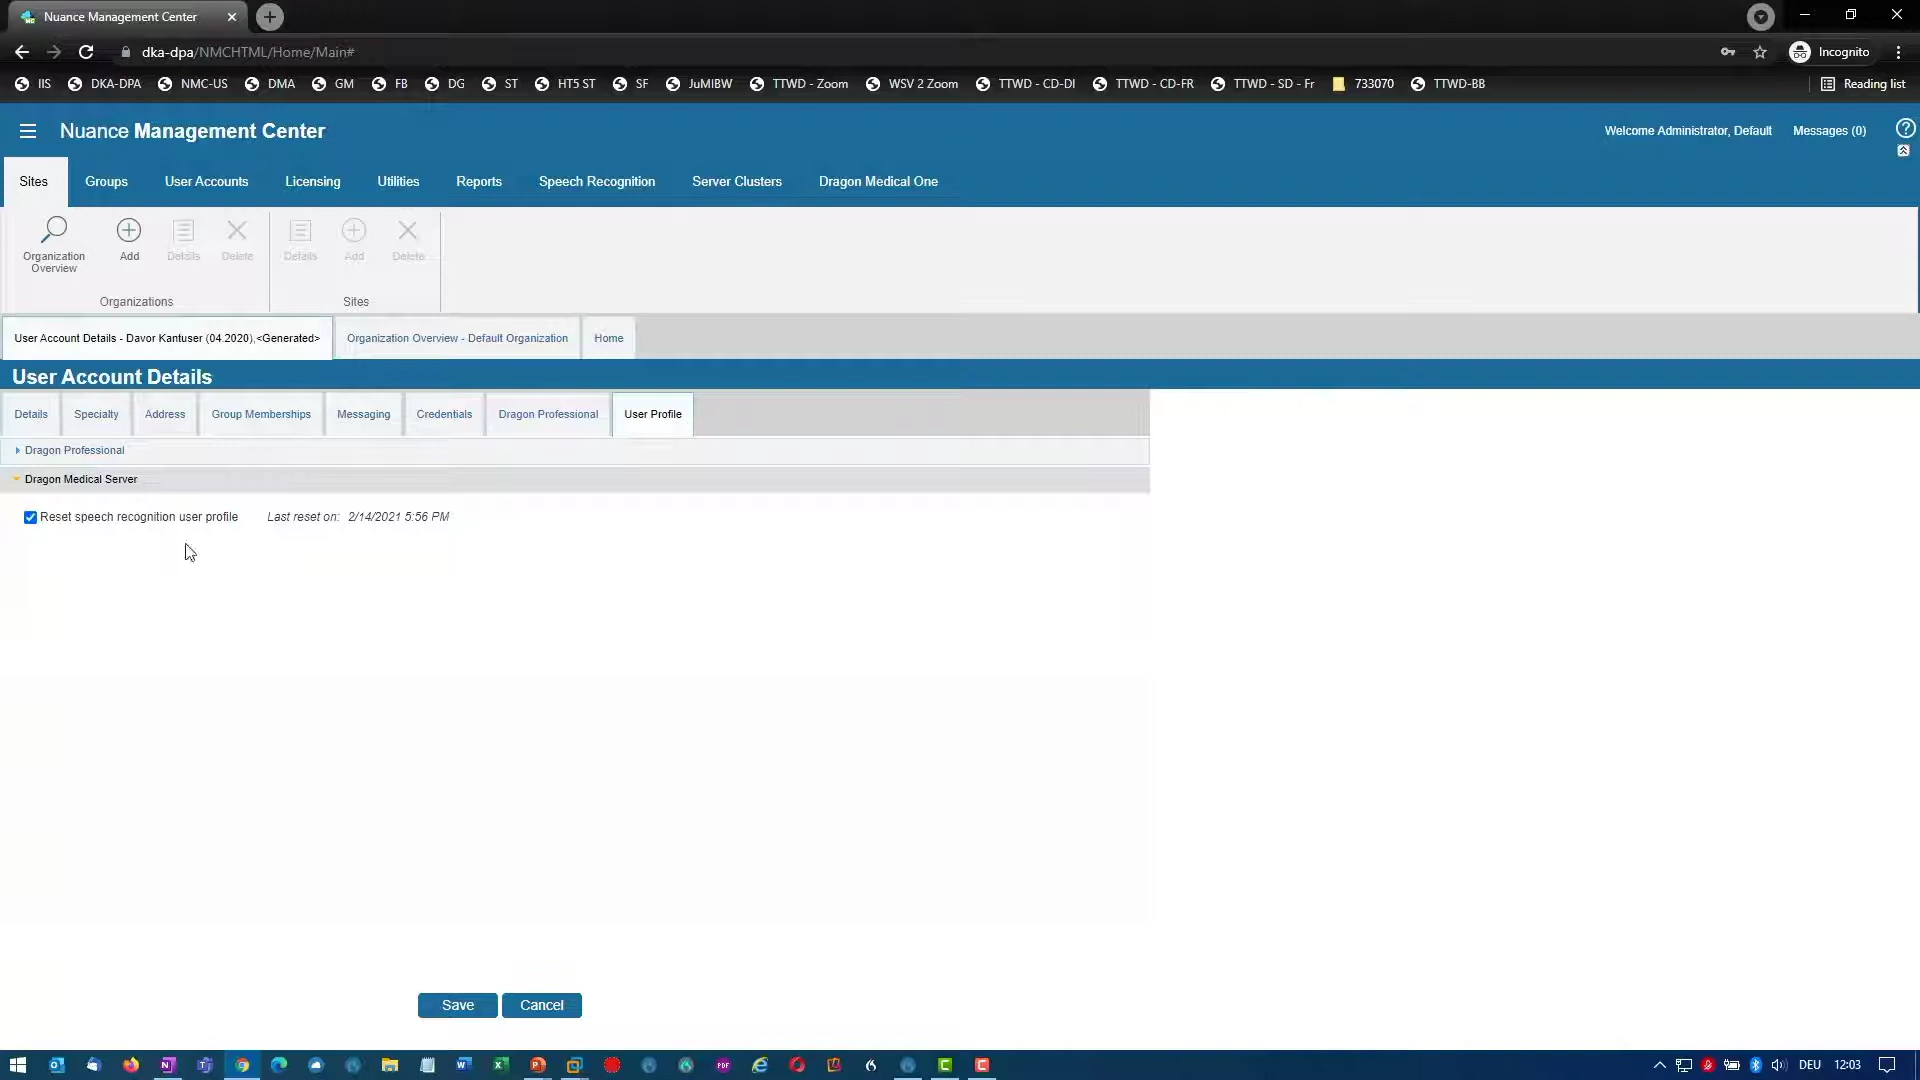 Nuance Management Center
dka-dpa/NMCHTML/Home/Main#
Incognito
IIS DKA-DPA NMC-US DMA GM FB DG ST HT5 ST SF JuMIBW TTWD - Zoom WSV 2 Zoom TTWD - CD-DI TTWD - CD-FR TTWD - SD - Fr 733070 TTWD-BB Reading list
Nuance Management Center
Welcome Administrator, Default Messages (0)
Sites Groups User Accounts Licensing Utilities Reports Speech Recognition Server Clusters Dragon Medical One
Organization Overview Add Details Delete Details Add Delete
Organizations Sites
User Account Details - Davor Kantuser (04.2020),<Generated> Organization Overview - Default Organization Home
User Account Details
Details Specialty Address Group Memberships Messaging Credentials Dragon Professional User Profile
Dragon Professional
Dragon Medical Server
Reset speech recognition user profile Last reset on: 2/14/2021 5:56 PM
Save Cancel
DEU 12:03